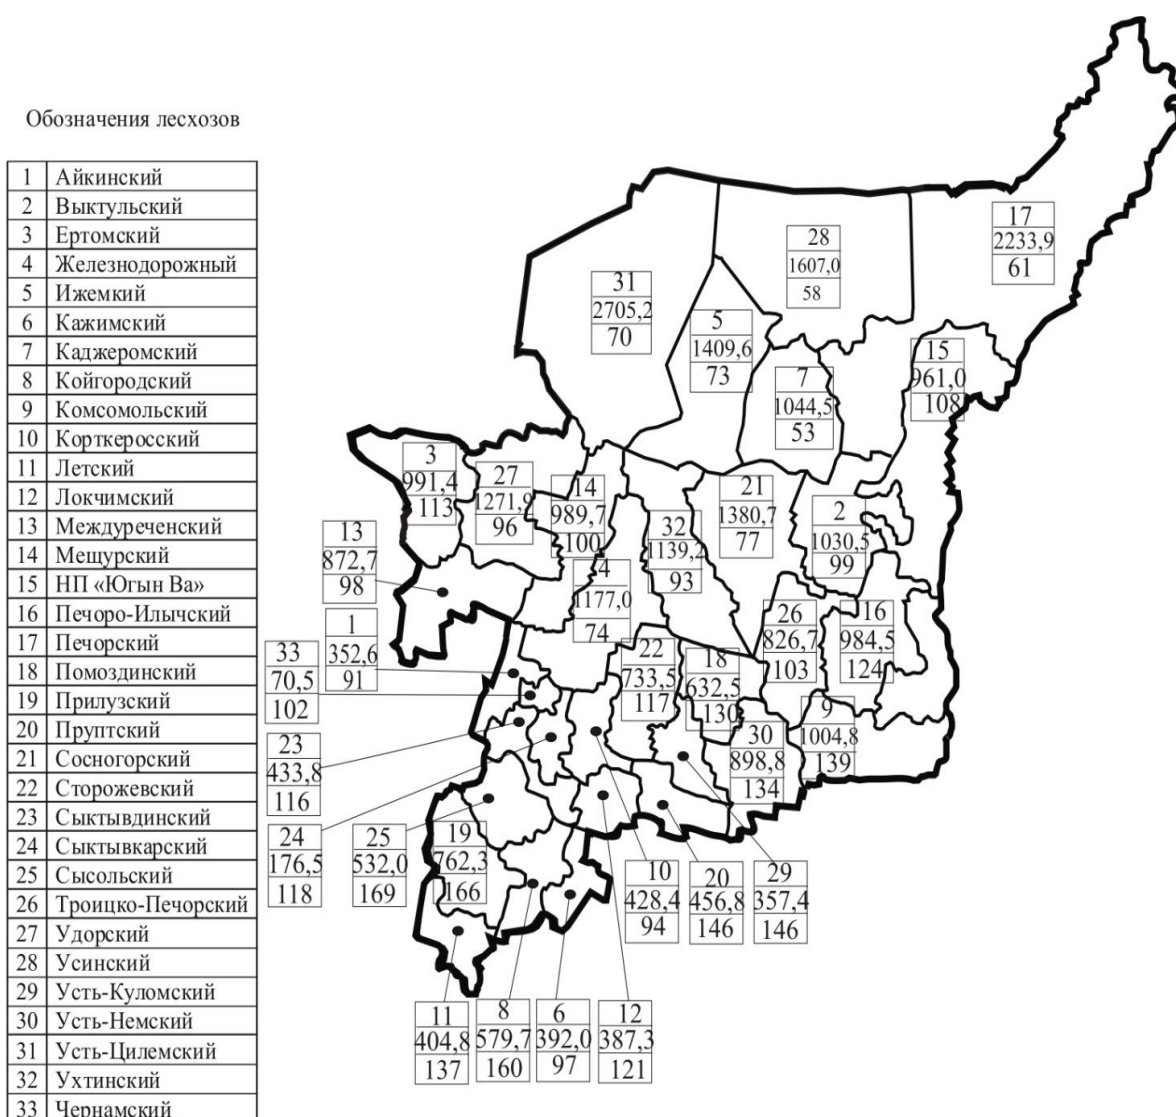 Обозначения лесхозов
1 Айкинский
2 Выктульский
3 Ертомский
4 Железнодорожный
5 Ижемкий
6 Кажимский
7 Каджеромский
8 Койгородский
9 Комсомольский
10 Корткеросский
11 Летский
12 Локчимский
13 Междуреченский
14 Мещурский
15 НП «Югын Ва»
16 Печоро-Илычский
17 Печорский
18 Помоздинский
19 Прилузский
20 Пруптский
21 Сосногорский
22 Сторожевский
23 Сыктывдинский
24 Сыктывкарский
25 Сысольский
26 Троицко-Печорский
27 Удорский
28 Усинский
29 Усть-Куломский
30 Усть-Немский
31 Усть-Цилемский
32 Ухтинский
33 Чернамский
17
2233,9
61
28
1607,0
58
31
2705,2
70
5
1409,6
73
15
961,0
108
7
1044,5
53
3
991,4
113
27
1271,9
96
14
989,7
100
21
1380,7
77
2
1030,5
99
32
1139,2
93
13
872,7
98
4
1177,0
74
26
826,7
103
16
984,5
124
1
352,6
91
33
70,5
102
22
733,5
117
18
632,5
130
9
1004,8
139
30
898,8
134
23
433,8
116
24
176,5
118
25
532,0
169
19
762,3
166
10
428,4
94
20
456,8
146
29
357,4
146
11
404,8
137
8
579,7
160
6
392,0
97
12
387,3
121